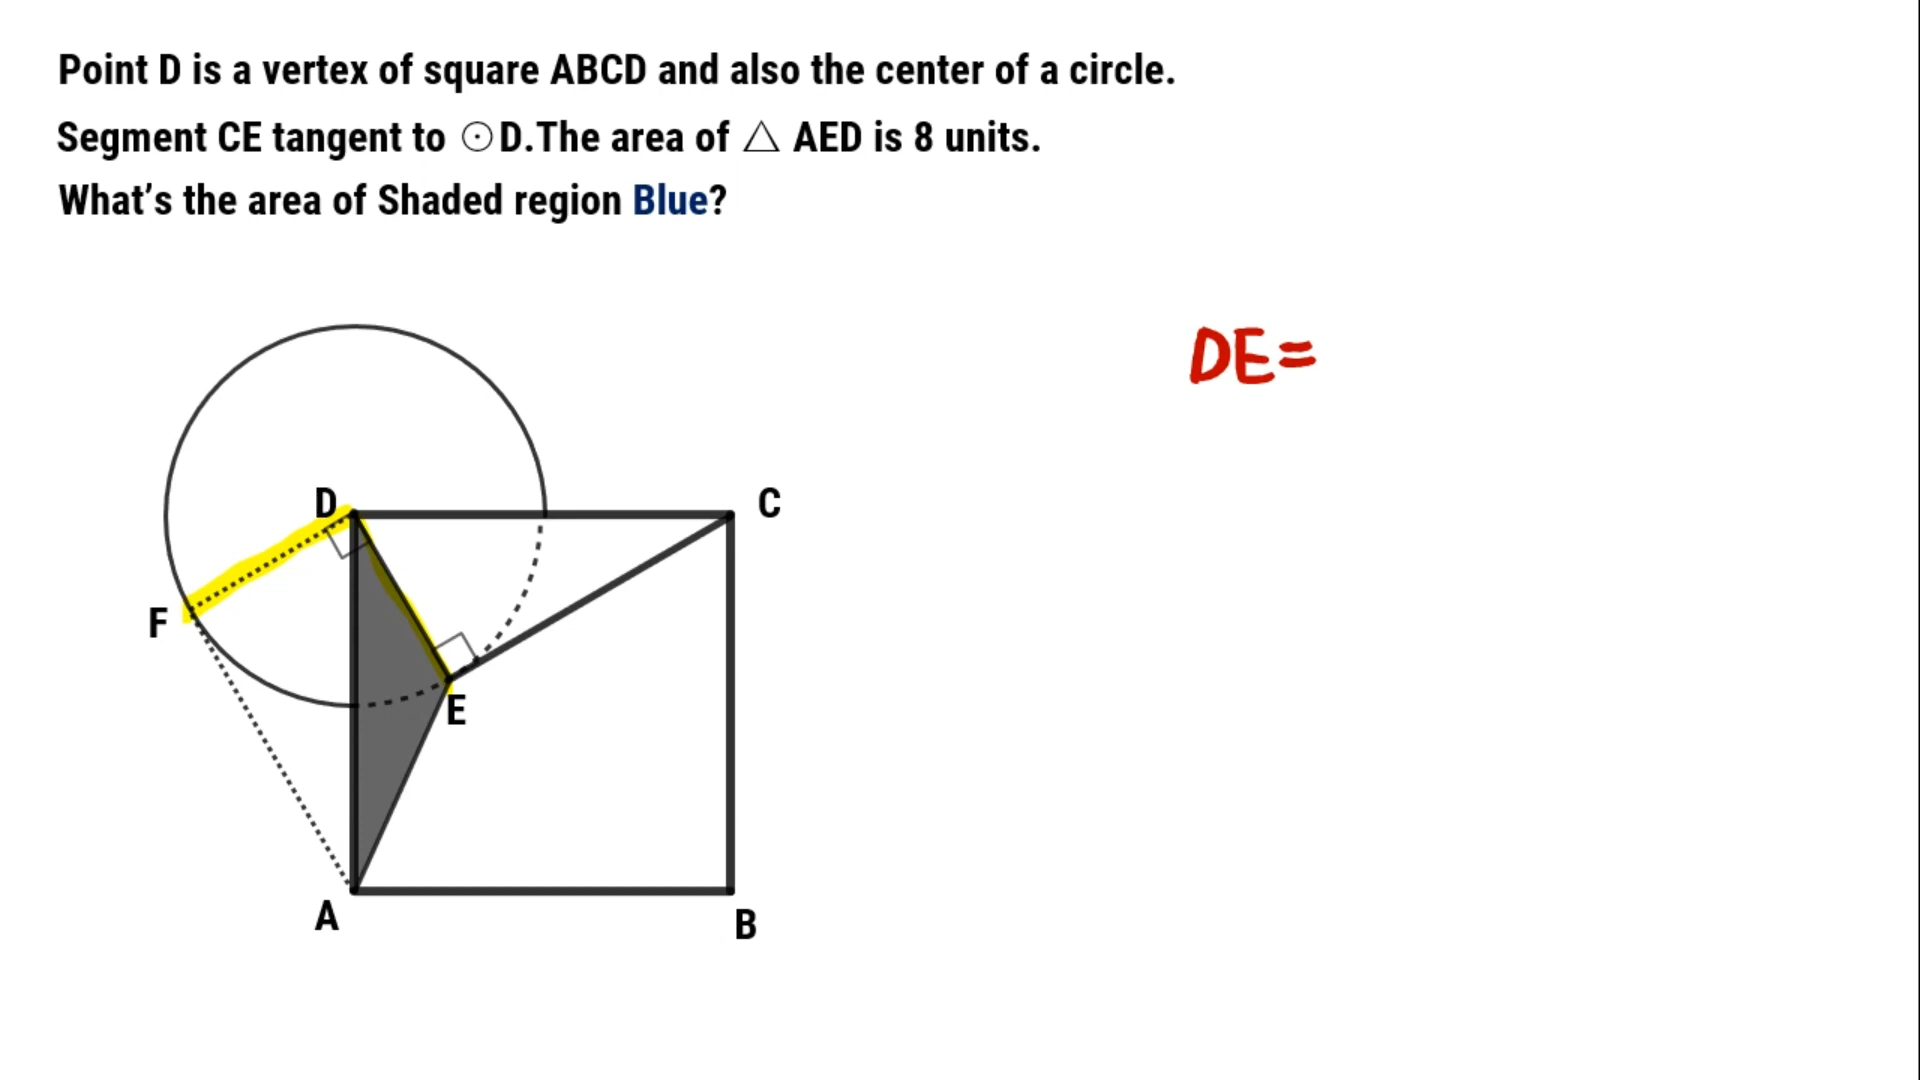 Point D is a vertex of square ABCD and also the center of a circle.
Segment CE tangent to ⊙D.The area of △ AED is 8 units.
What’s the area of Shaded region Blue?
DE=
D
C
F
E
A
B